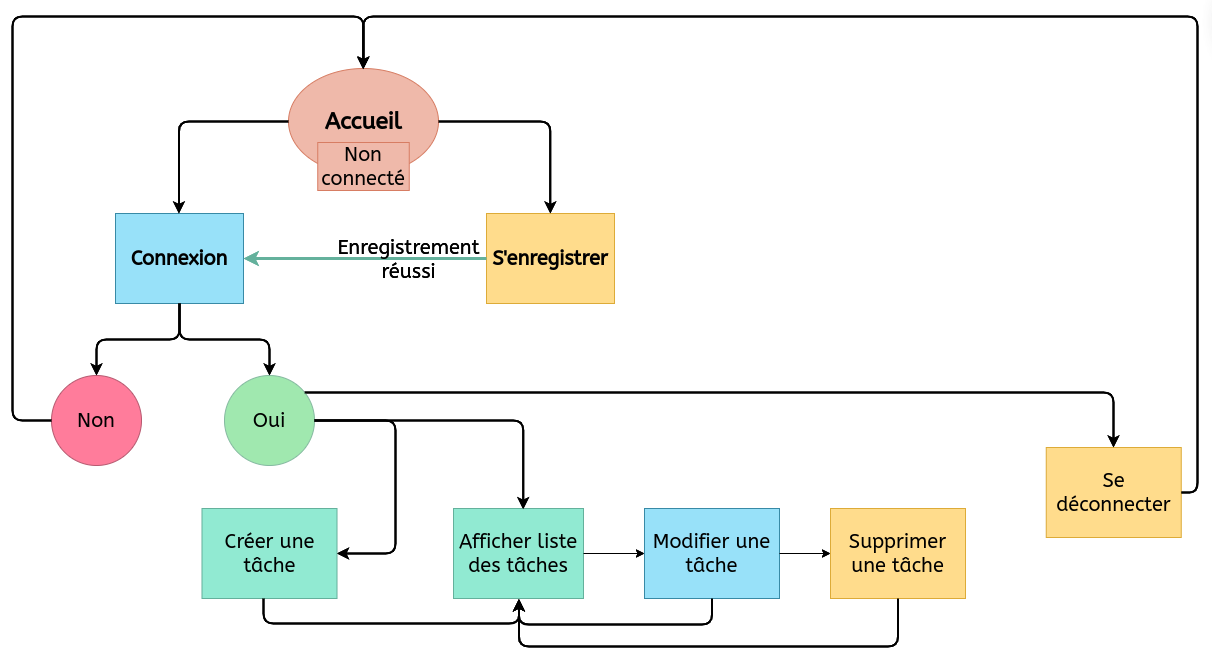 Accueil
Non
connecté
Connexion
Enregistrement
réussi
S'enregistrer
Non
Oui
Se
déconnecter
Créer une
tâche
Afficher liste
des tâches
Modifier une
tâche
Supprimer
une tâche